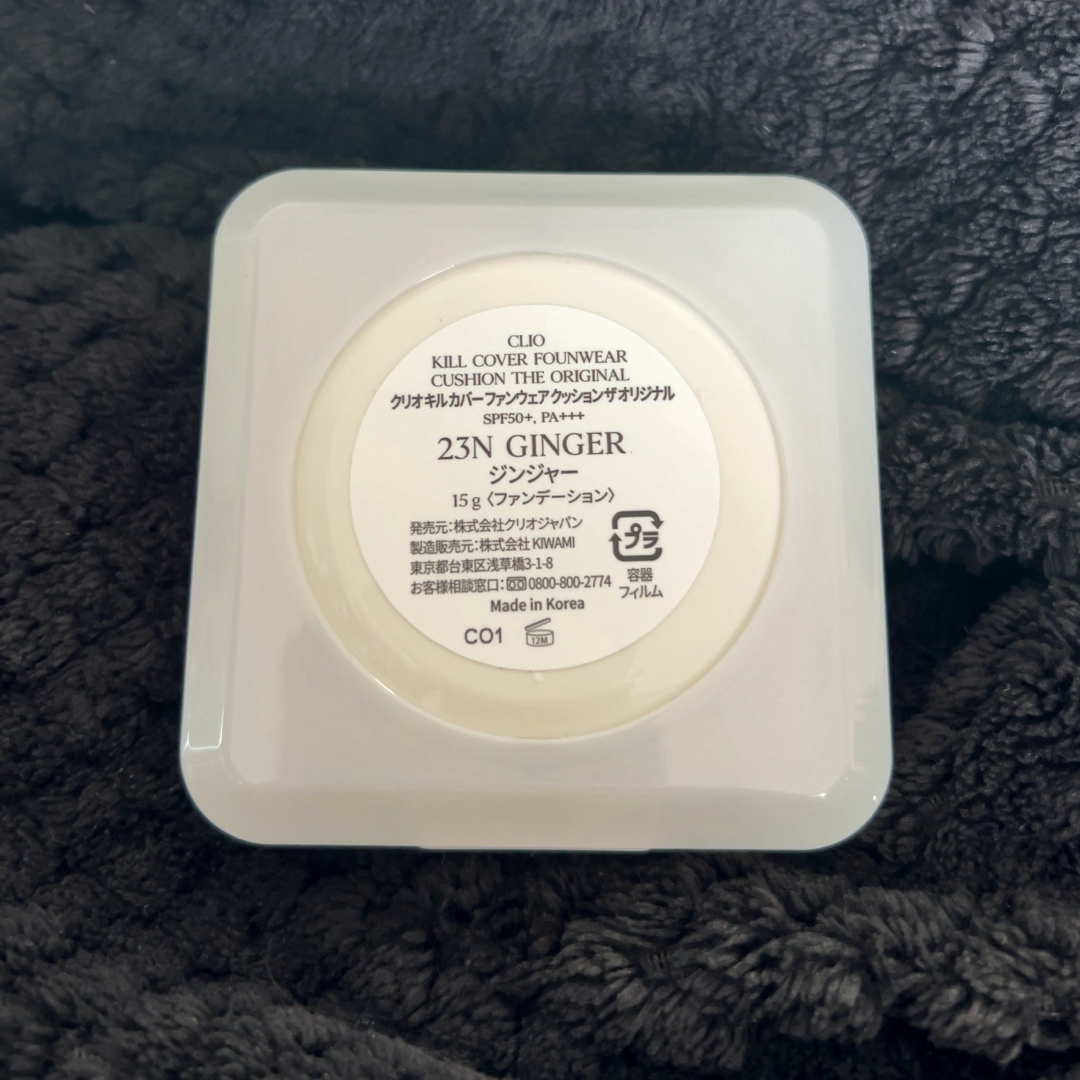 CLIO
KILL COVER FOUNWEAR
CUSHION THE ORIGINAL
クリオ キル カバー ファンウェア クッション ザ オリジナル
SPF50+, PA+++
23N GINGER
ジンジャー
15 g〈ファンデーション〉
発売元:株式会社クリオジャパン
製造販売元:株式会社 KIWAMI
東京都台東区浅草橋3-1-8
お客様相談窓口:0800-800-2774
プラ
容器
フィルム
Made in Korea
CO1
12M